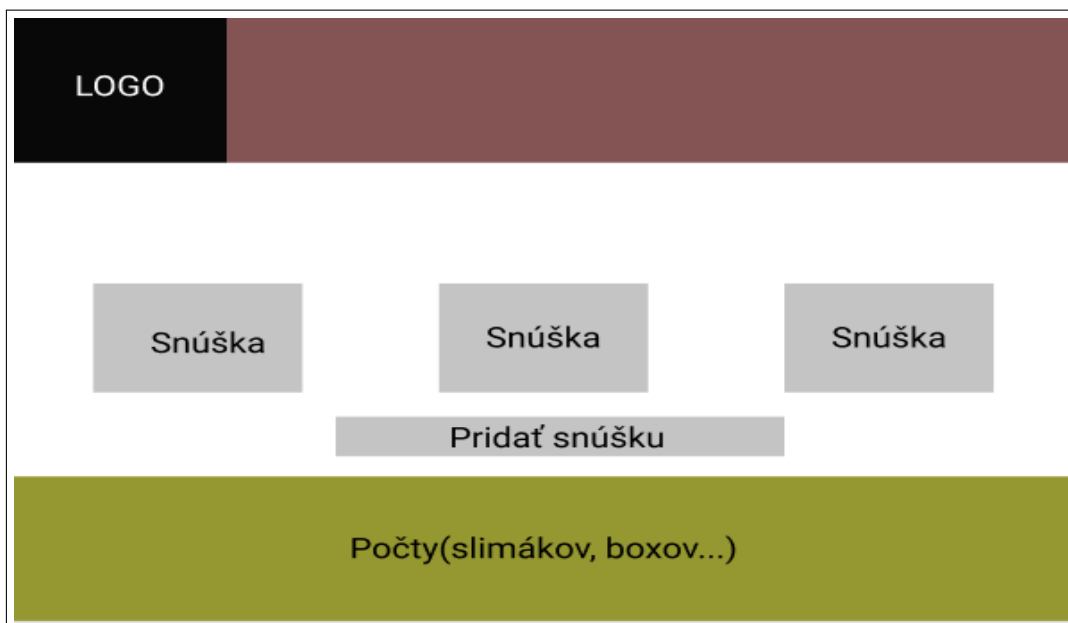 LOGO
Snúška
Snúška
Snúška
Pridať snúšku
Počty(slimákov, boxov...)